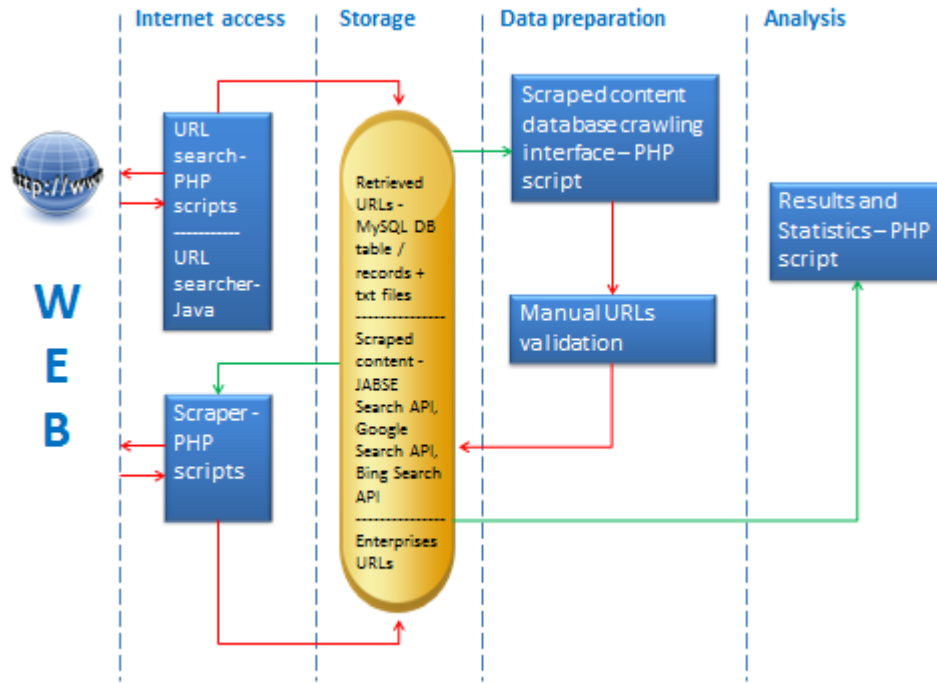 Internet access
Storage
Data preparation
Analysis
http://ww
W
E
B
URL
search-
PHP
scripts
-----------
URL
searcher-
Java
Scraper-
PHP
scripts
Retrieved
URLs -
MySQL DB
table /
records +
txt files
---------------
Scraped
content -
JABSE
Search API,
Google
Search API,
Bing Search
API
---------------
Enterprises
URLs
Scraped content
database crawling
interface – PHP
script
Manual URLs
validation
Results and
Statistics – PHP
script